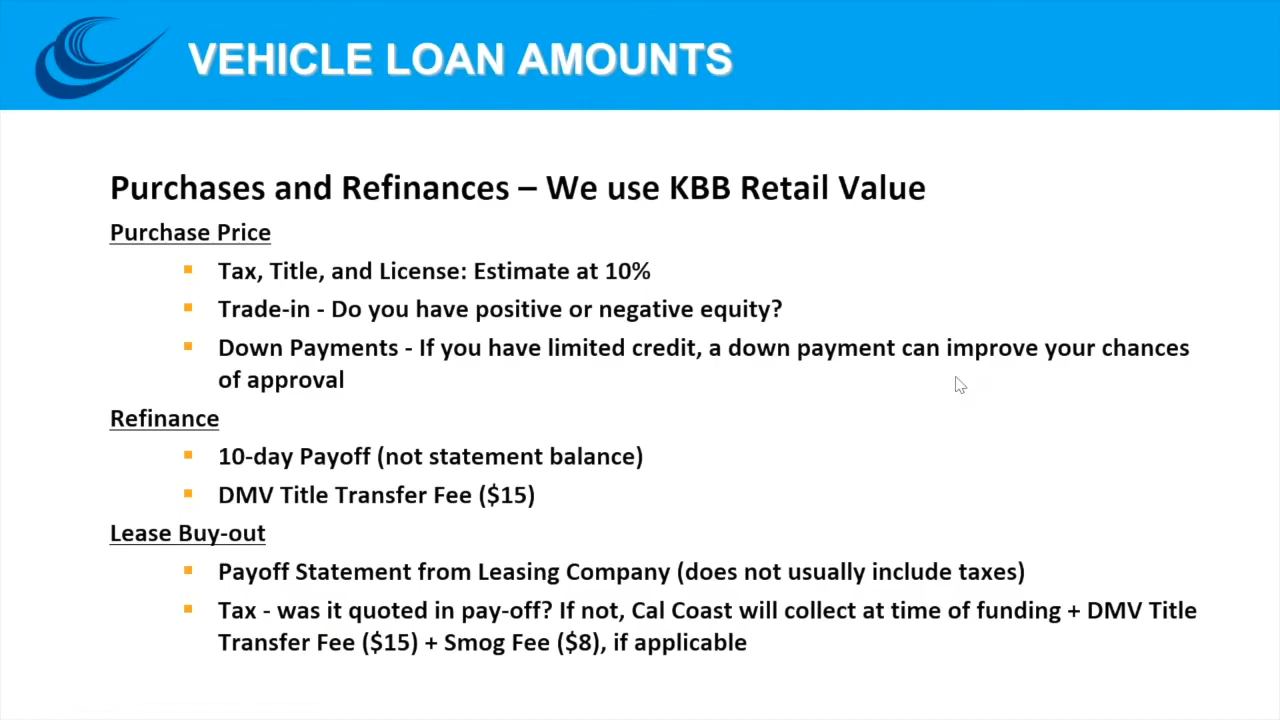 VEHICLE LOAN AMOUNTS
Purchases and Refinances – We use KBB Retail Value
Purchase Price
Tax, Title, and License: Estimate at 10%
Trade-in - Do you have positive or negative equity?
Down Payments - If you have limited credit, a down payment can improve your chances
of approval
Refinance
10-day Payoff (not statement balance)
DMV Title Transfer Fee ($15)
Lease Buy-out
Payoff Statement from Leasing Company (does not usually include taxes)
Tax - was it quoted in pay-off? If not, Cal Coast will collect at time of funding + DMV Title
Transfer Fee ($15) + Smog Fee ($8), if applicable